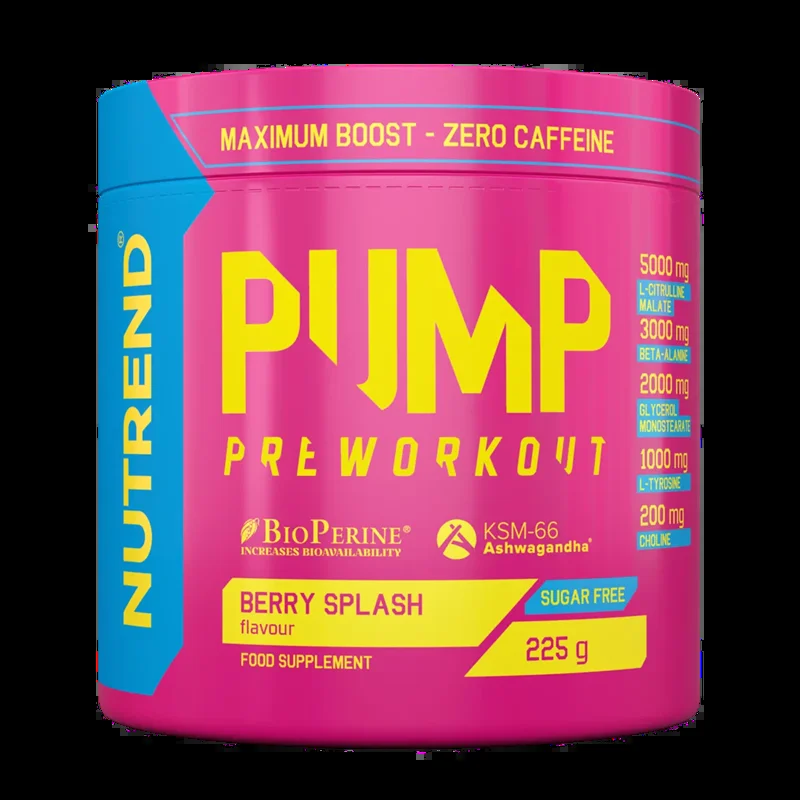 MAXIMUM BOOST - ZERO CAFFEINE
NUTREND®
PUMP
PREWORKOUT
5000 mg
L-CITRULLINE
MALATE
3000 mg
BETA-ALANINE
2000 mg
GLYCEROL
MONOSTEARATE
1000 mg
L-TYROSINE
200 mg
CHOLINE
BIOPERINE®
INCREASES BIOAVAILABILITY
KSM-66
Ashwagandha®
BERRY SPLASH
flavour
SUGAR FREE
225 g
FOOD SUPPLEMENT